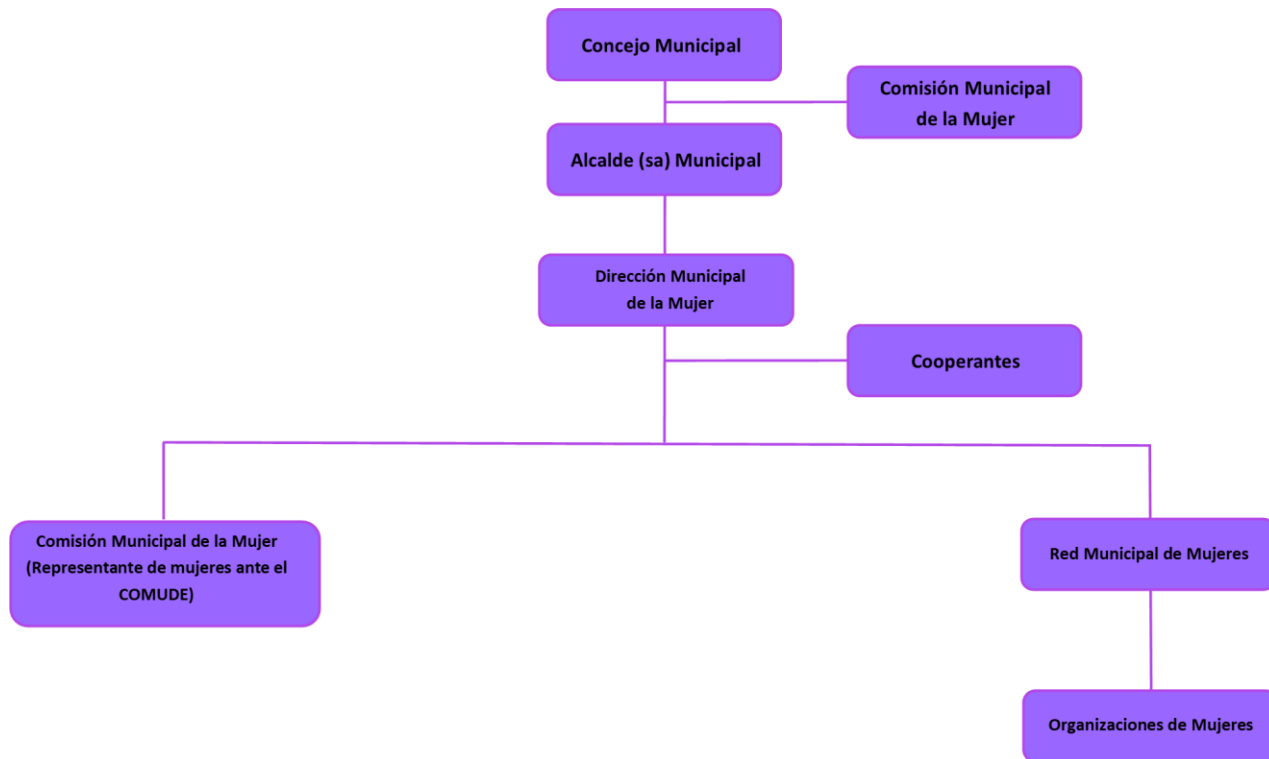 Concejo Municipal
Comisión Municipal
de la Mujer
Alcalde (sa) Municipal
Dirección Municipal
de la Mujer
Cooperantes
Comisión Municipal de la Mujer
(Representante de mujeres ante el
COMUDE)
Red Municipal de Mujeres
Organizaciones de Mujeres